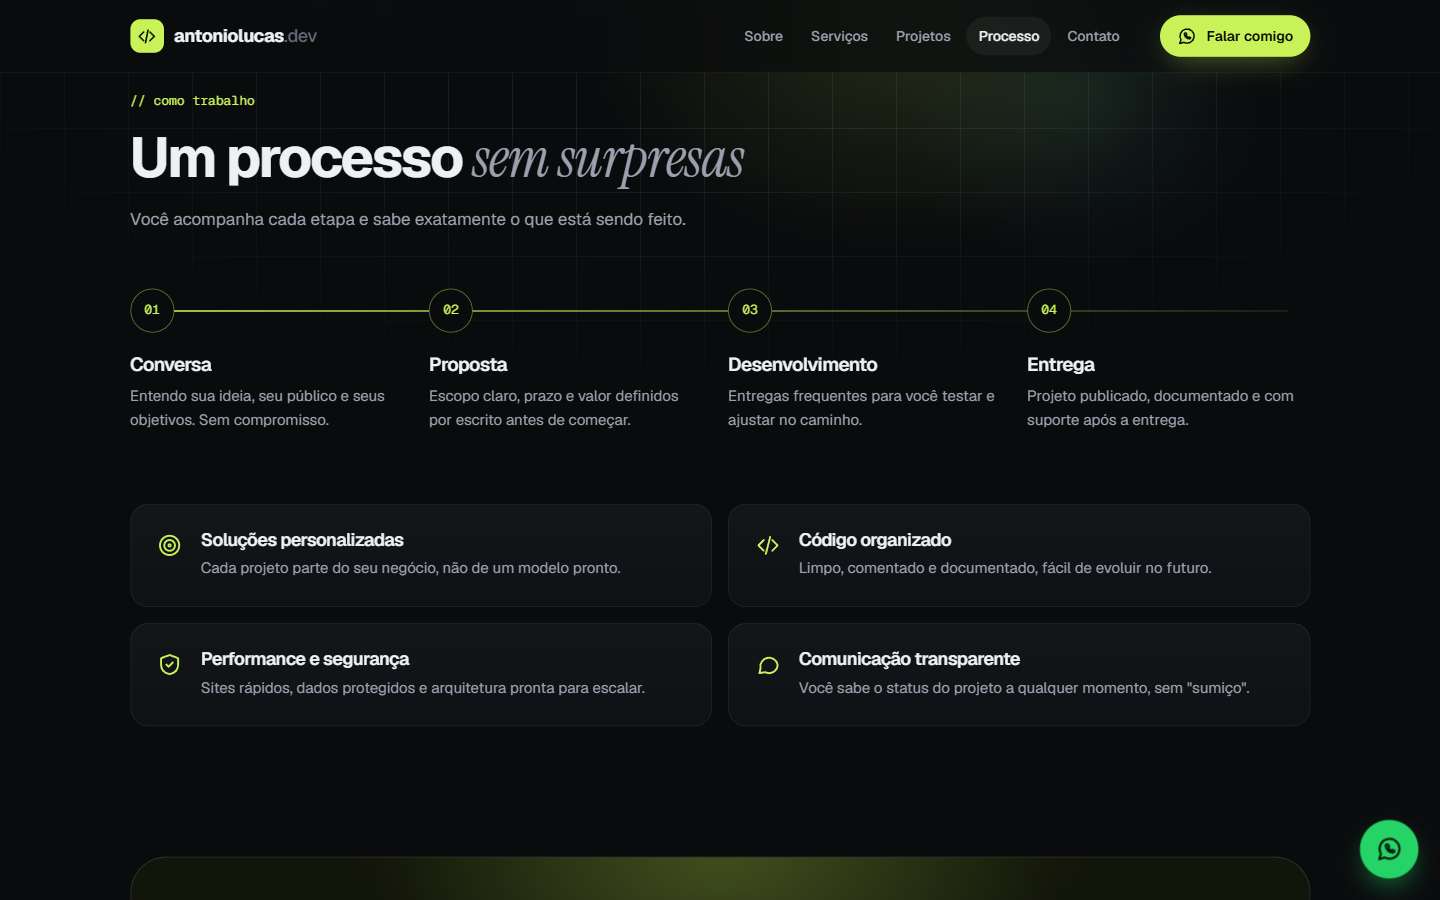 antoniolucas.dev
Sobre
Serviços
Projetos
Processo
Contato
Falar comigo
// como trabalho
Um processo sem surpresas
Você acompanha cada etapa e sabe exatamente o que está sendo feito.
01
02
03
04
Conversa
Entendo sua ideia, seu público e seus
objetivos. Sem compromisso.
Proposta
Escopo claro, prazo e valor definidos
por escrito antes de começar.
Desenvolvimento
Entregas frequentes para você testar e
ajustar no caminho.
Entrega
Projeto publicado, documentado e com
suporte após a entrega.
Soluções personalizadas
Cada projeto parte do seu negócio, não de um modelo pronto.
Código organizado
Limpo, comentado e documentado, fácil de evoluir no futuro.
Performance e segurança
Sites rápidos, dados protegidos e arquitetura pronta para escalar.
Comunicação transparente
Você sabe o status do projeto a qualquer momento, sem "sumiço".